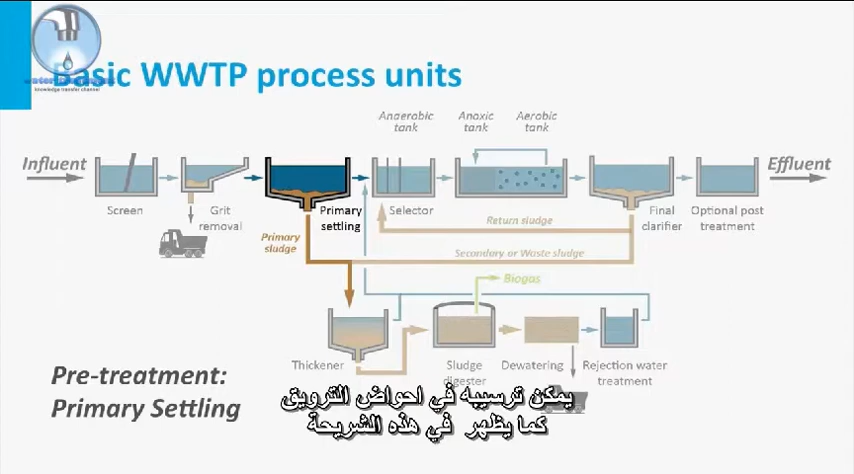 Basic WWTP process units
knowledge transfer channel
Anaerobic
tank
Anoxic
tank
Aerobic
tank
Influent
Effluent
Screen
Grit
removal
Primary
settling
Selector
Return sludge
Final
clarifier
Optional post
treatment
Primary
sludge
Secondary or Waste sludge
Biogas
Thickener
Sludge
digester
Dewatering
Rejection water
treatment
Pre-treatment:
Primary Settling
يمكن ترسيبه في احواض الترويق
كما يظهر في هذه الشريحة